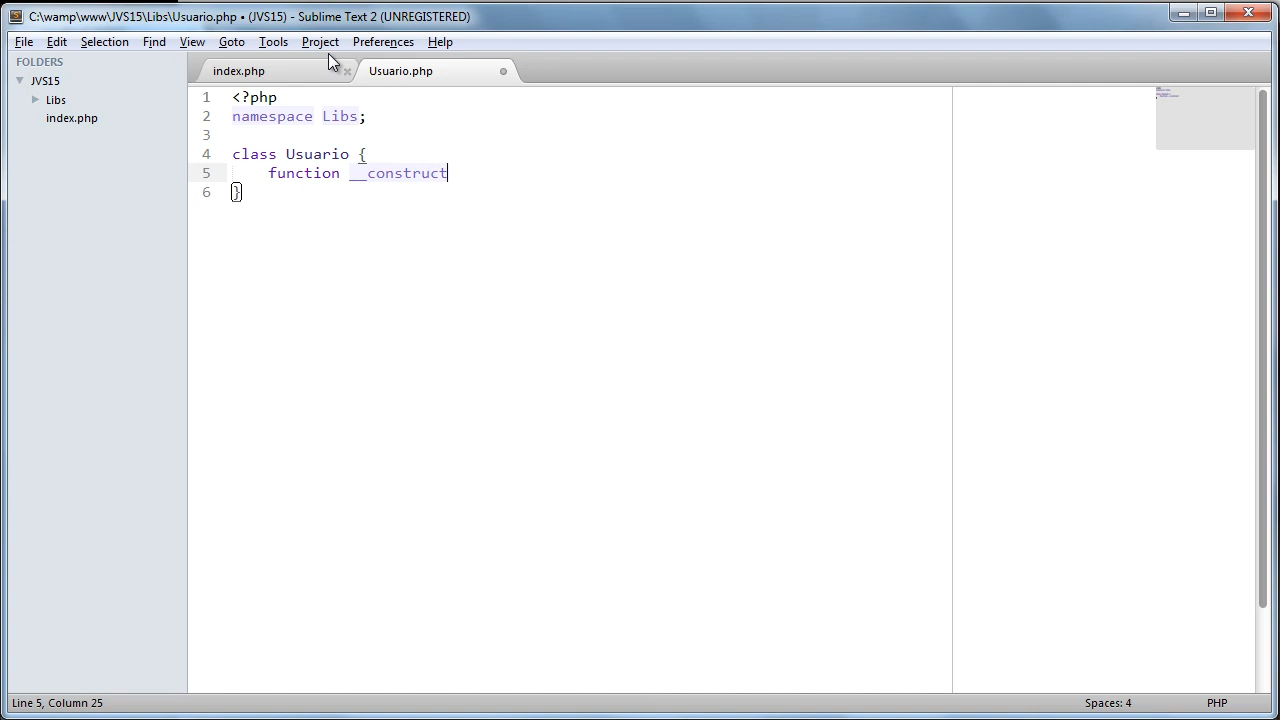 C:\wamp\www\JVS15\Libs\Usuario.php • (JVS15) - Sublime Text 2 (UNREGISTERED)
File Edit Selection Find View Goto Tools Project Preferences Help
FOLDERS
JVS15
Libs
index.php
index.php Usuario.php
1 <?php
2 namespace Libs;
3
4 class Usuario {
5 function __construct
6 }
Line 5, Column 25 Spaces: 4 PHP